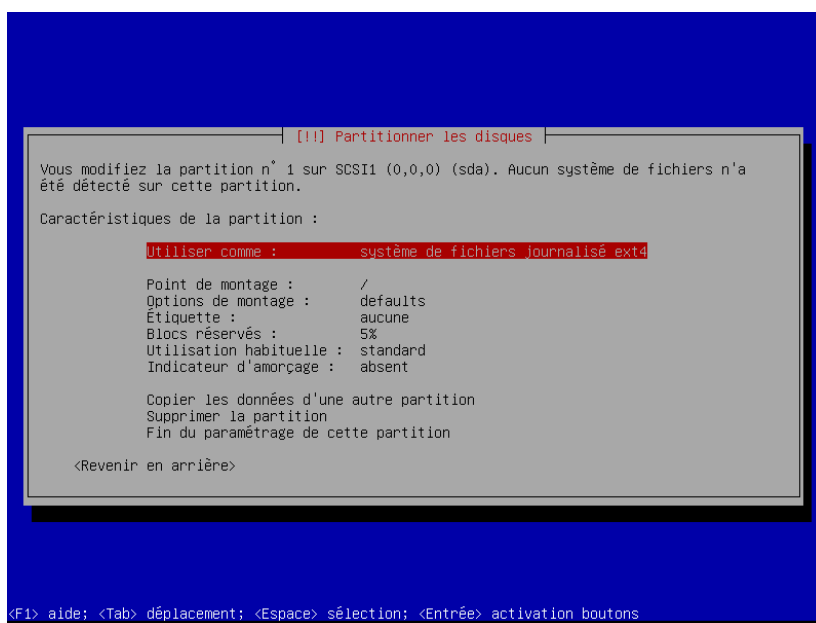 [!!] Partitionner les disques
Vous modifiez la partition n° 1 sur SCSI1 (0,0,0) (sda). Aucun système de fichiers n'a
été détecté sur cette partition.
Caractéristiques de la partition :
Utiliser comme : système de fichiers journalisé ext4
Point de montage : /
Options de montage : defaults
Étiquette : aucune
Blocs réservés : 5%
Utilisation habituelle : standard
Indicateur d'amorçage : absent
Copier les données d'une autre partition
Supprimer la partition
Fin du paramétrage de cette partition
<Revenir en arrière>
<F1> aide; <Tab> déplacement; <Espace> sélection; <Entrée> activation boutons